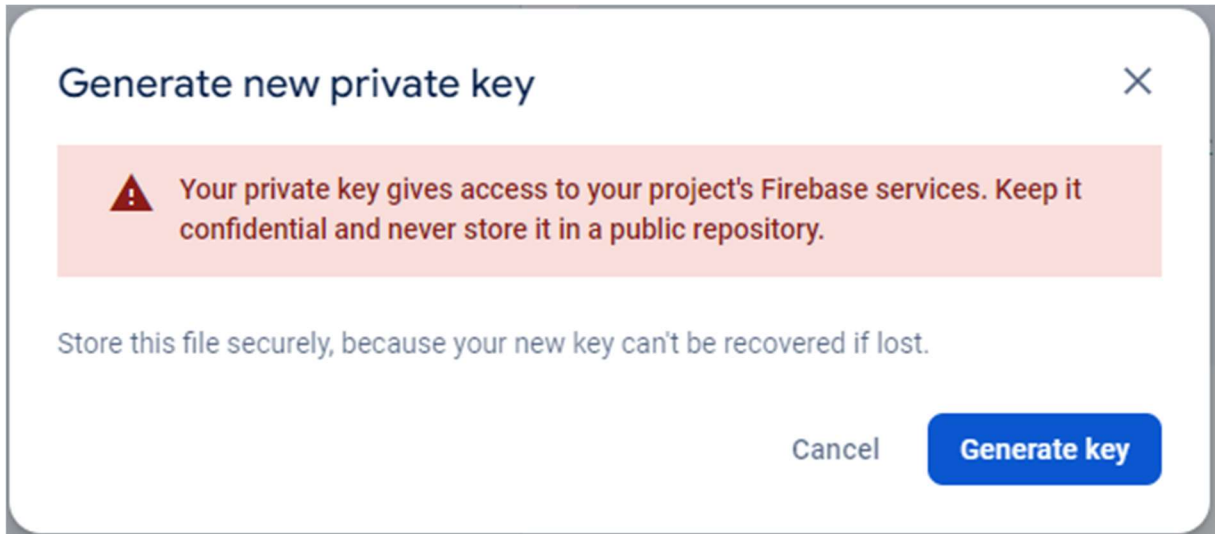 Generate new private key
Your private key gives access to your project's Firebase services. Keep it
confidential and never store it in a public repository.
Store this file securely, because your new key can't be recovered if lost.
Cancel
Generate key